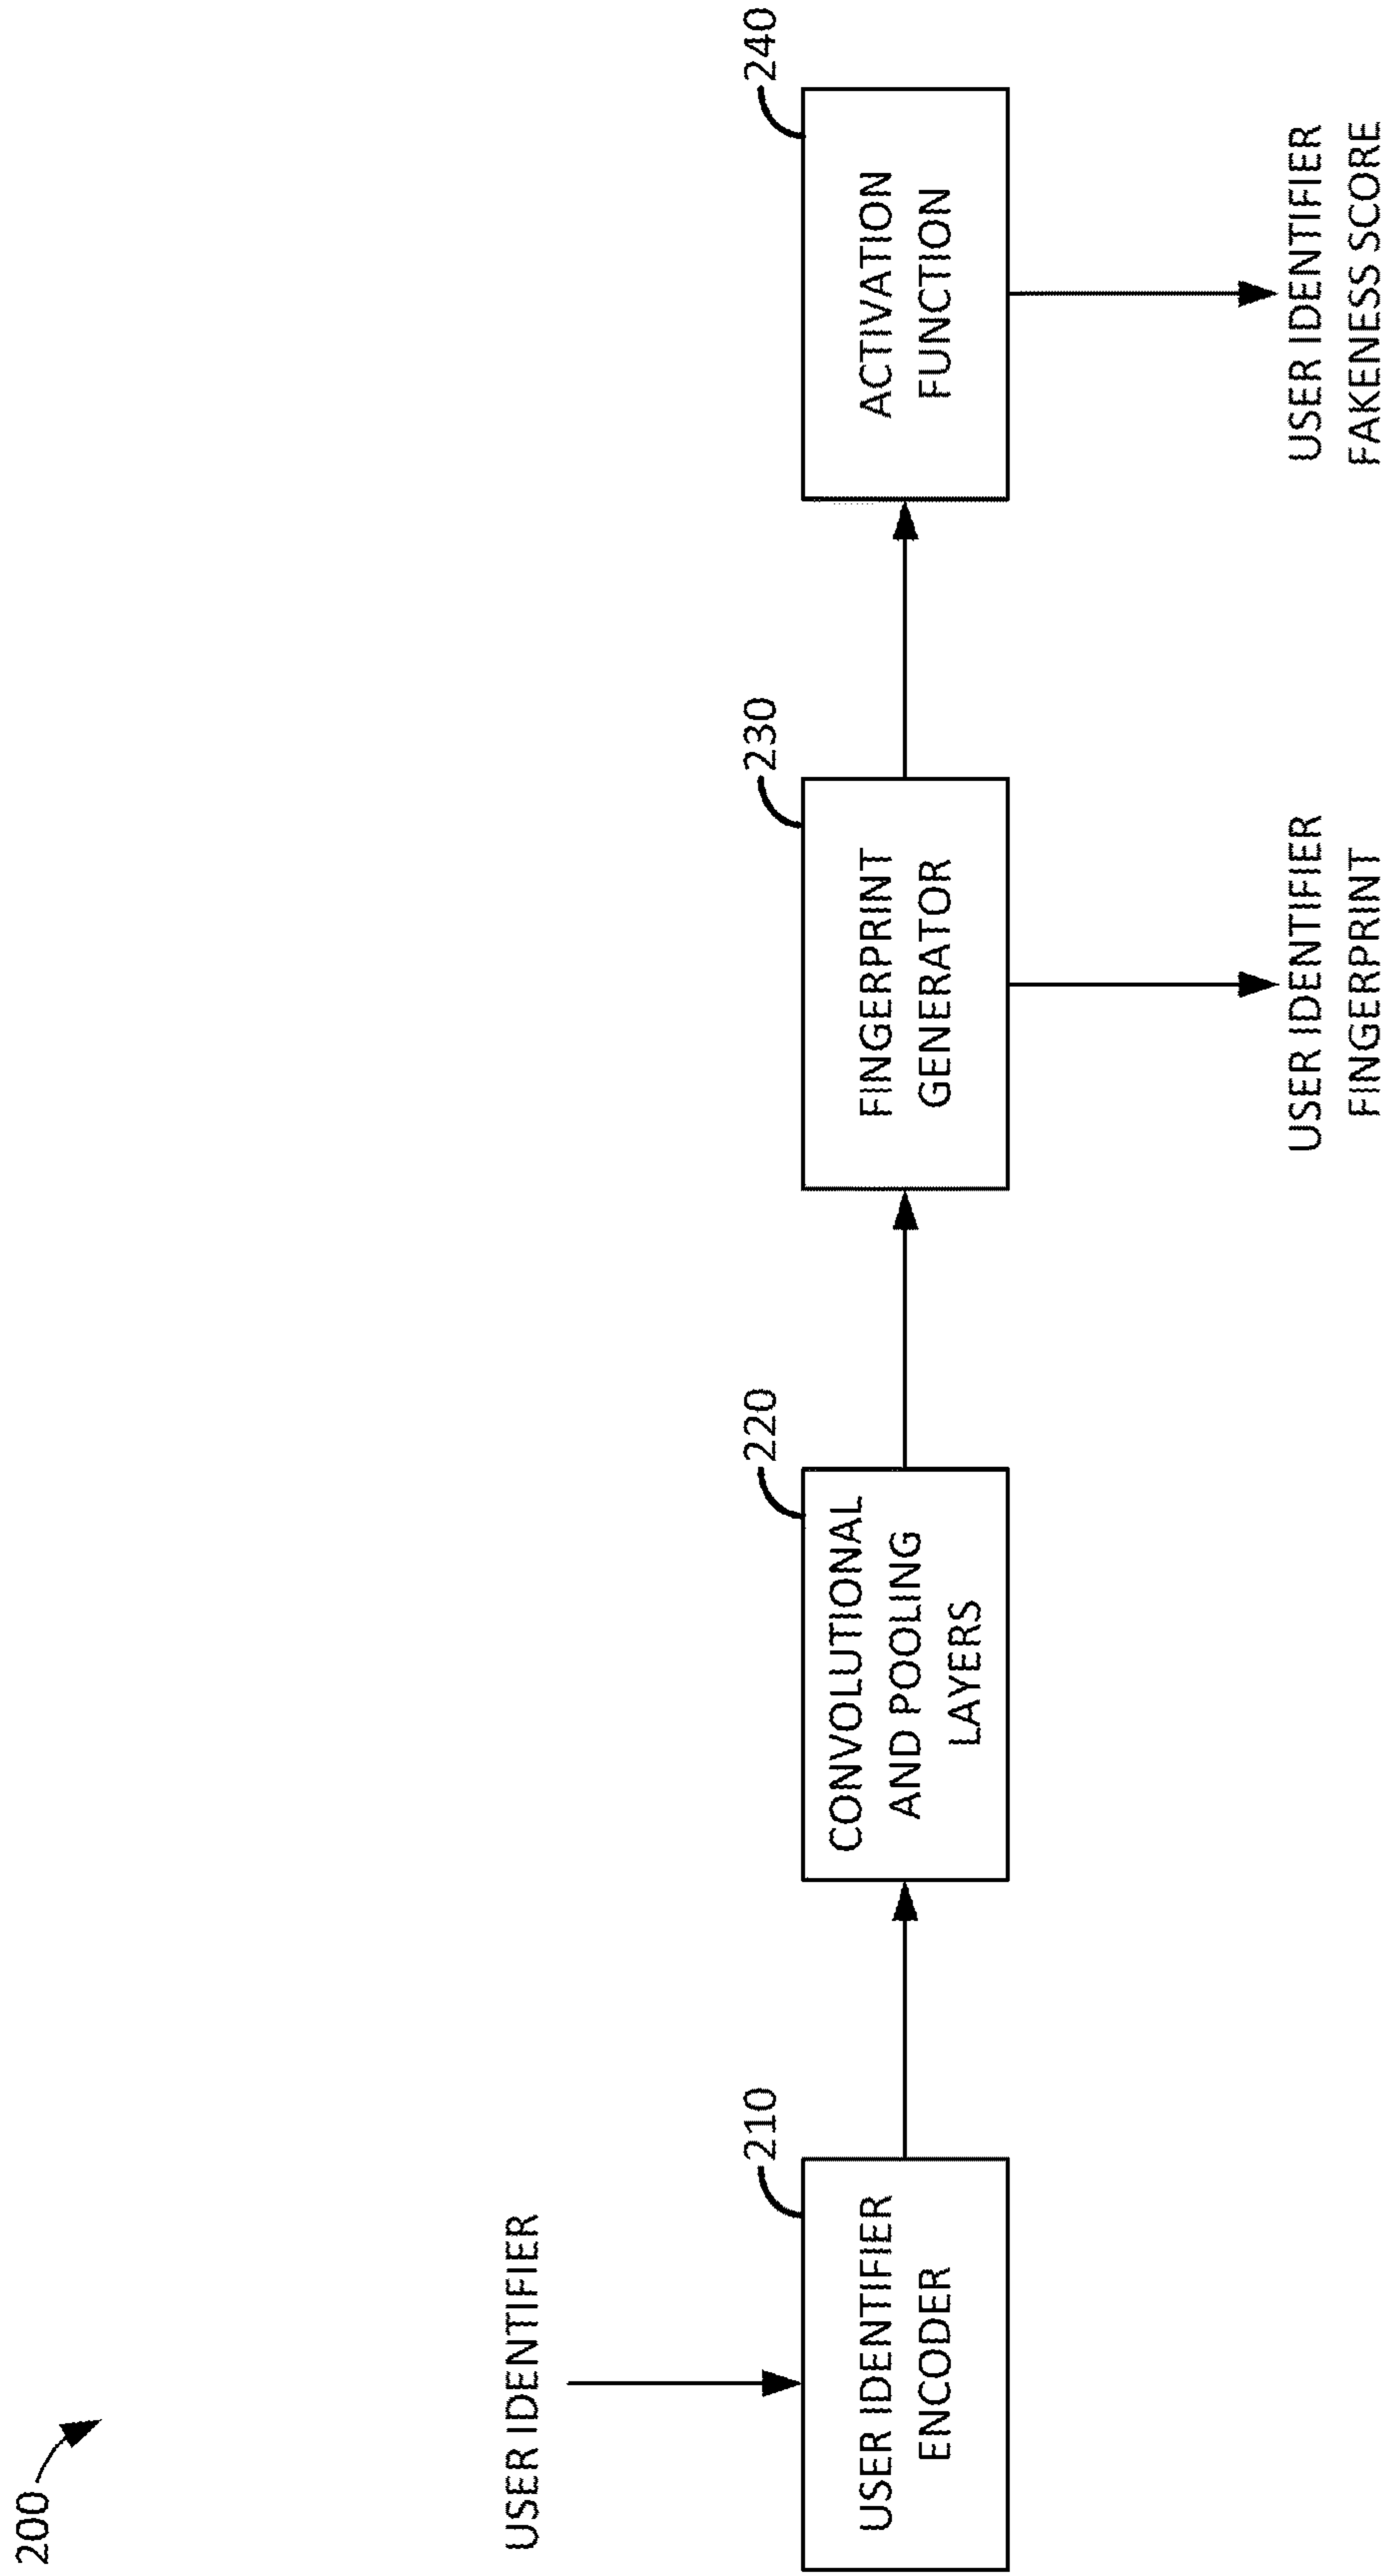 200
USER IDENTIFIER
210
USER IDENTIFIER
ENCODER
220
CONVOLUTIONAL
AND POOLING
LAYERS
230
FINGERPRINT
GENERATOR
USER IDENTIFIER
FINGERPRINT
240
ACTIVATION
FUNCTION
USER IDENTIFIER
FAKENESS SCORE